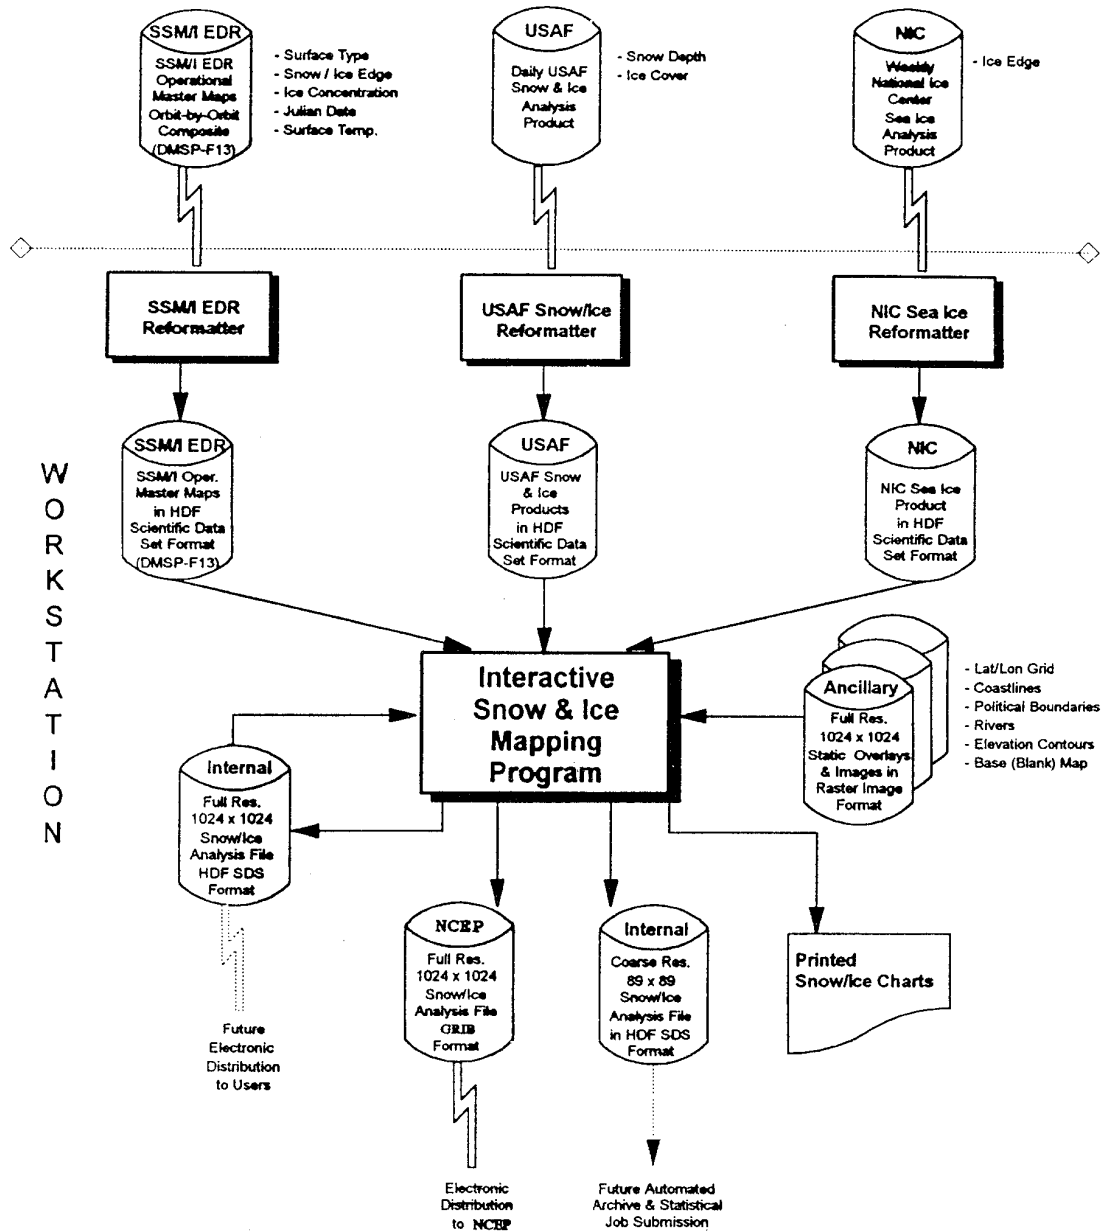 SSM/I EDR
SSM/I EDR
Operational
Master Maps
Orbit-by-Orbit
Composite
(DMSP-F13)
- Surface Type
- Snow / Ice Edge
- Ice Concentration
- Julian Date
- Surface Temp.
USAF
Daily USAF
Snow & Ice
Analysis
Product
- Snow Depth
- Ice Cover
NIC
Weekly
National Ice
Center
Sea Ice
Analysis
Product
- Ice Edge
SSM/I EDR
Reformatter
USAF Snow/Ice
Reformatter
NIC Sea Ice
Reformatter
WORKSTATION
SSM/I EDR
SSM/I Oper.
Master Maps
in HDF
Scientific Data
Set Format
(DMSP-F13)
USAF
USAF Snow
& Ice
Products
in HDF
Scientific Data
Set Format
NIC
NIC Sea Ice
Product
in HDF
Scientific Data
Set Format
Interactive
Snow & Ice
Mapping
Program
Ancillary
Full Res.
1024 x 1024
Static Overlays
& Images in
Raster Image
Format
- Lat/Lon Grid
- Coastlines
- Political Boundaries
- Rivers
- Elevation Contours
- Base (Blank) Map
Internal
Full Res.
1024 x 1024
Snow/Ice
Analysis File
HDF SDS
Format
Future
Electronic
Distribution
to Users
NCEP
Full Res.
1024 x 1024
Snow/Ice
Analysis File
GRIB
Format
Electronic
Distribution
to NCEP
Internal
Coarse Res.
89 x 89
Snow/Ice
Analysis File
in HDF SDS
Format
Future Automated
Archive & Statistical
Job Submission
Printed
Snow/Ice Charts